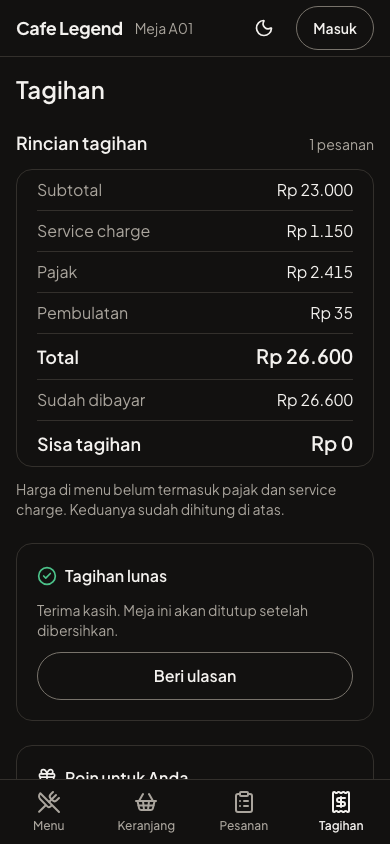 Cafe Legend Meja A01 Masuk
Tagihan
Rincian tagihan 1 pesanan
Subtotal Rp 23.000
Service charge Rp 1.150
Pajak Rp 2.415
Pembulatan Rp 35
Total Rp 26.600
Sudah dibayar Rp 26.600
Sisa tagihan Rp 0
Harga di menu belum termasuk pajak dan service
charge. Keduanya sudah dihitung di atas.
Tagihan lunas
Terima kasih. Meja ini akan ditutup setelah
dibersihkan.
Beri ulasan
Poin untuk Anda
Menu Keranjang Pesanan Tagihan